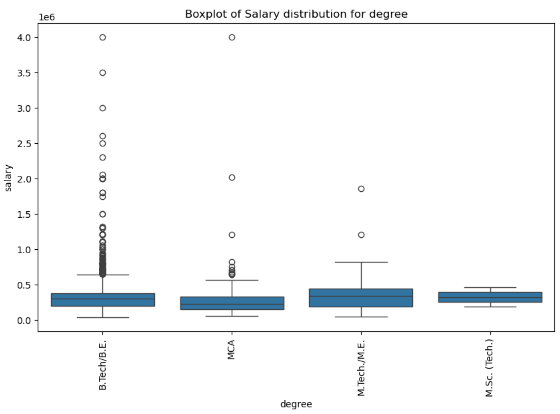 Boxplot of Salary distribution for degree
1e6
4.0
3.5
3.0
2.5
2.0
1.5
1.0
0.5
0.0
salary
B.Tech/B.E.
MCA
M.Tech./M.E.
M.Sc. (Tech.)
degree